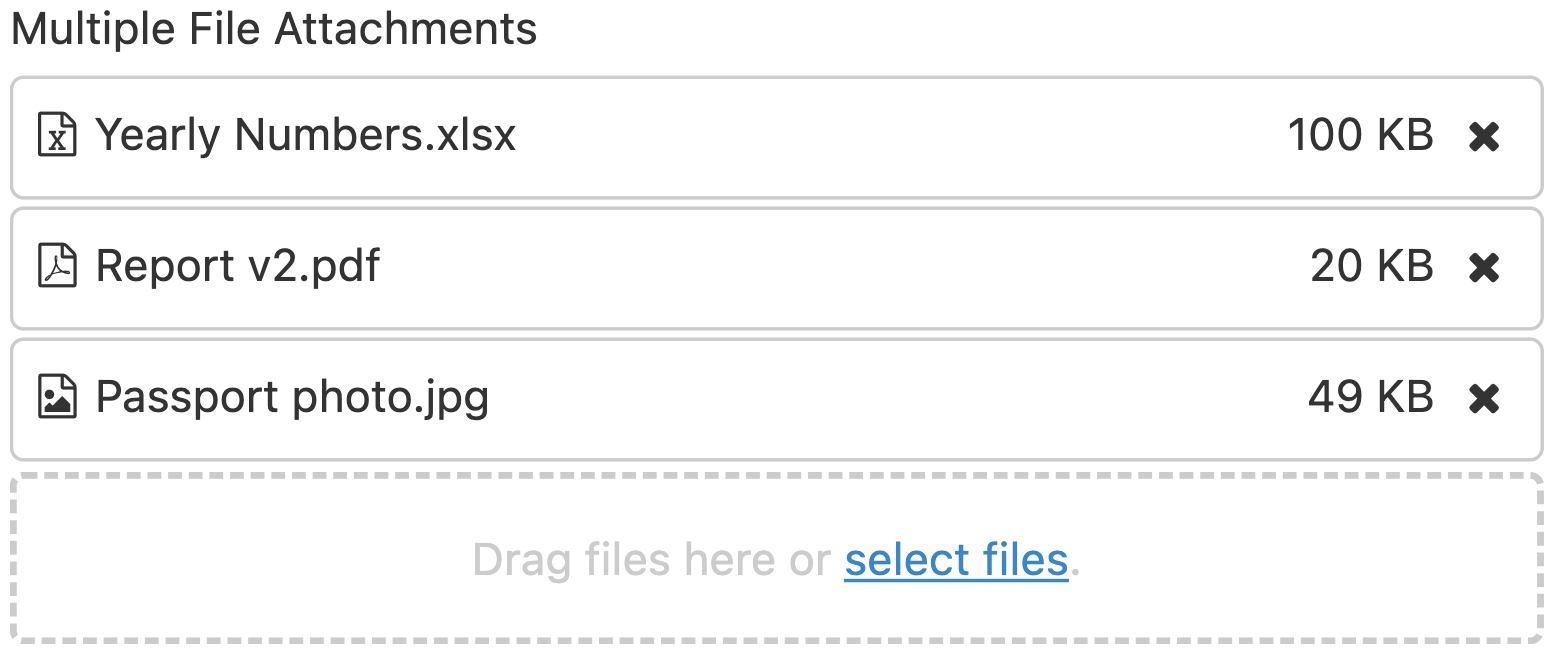 Multiple File Attachments
Yearly Numbers.xlsx 100 KB
Report v2.pdf 20 KB
Passport photo.jpg 49 KB
Drag files here or select files.